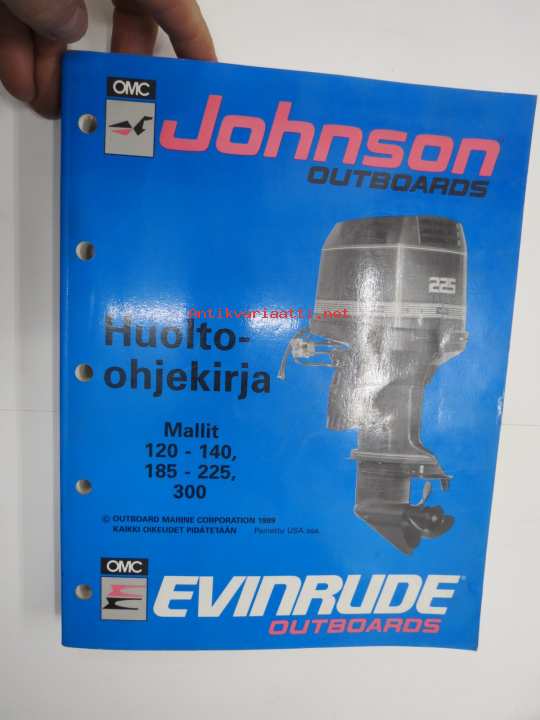 OMC
Johnson
OUTBOARDS
225
Antikvariaatti.net
Huolto-
ohjekirja
Mallit
120 - 140,
185 - 225,
300
© OUTBOARD MARINE CORPORATION 1989
KAIKKI OIKEUDET PIDÄTETÄÄN Painettu USA:ssa.
OMC
EVINRUDE
OUTBOARDS